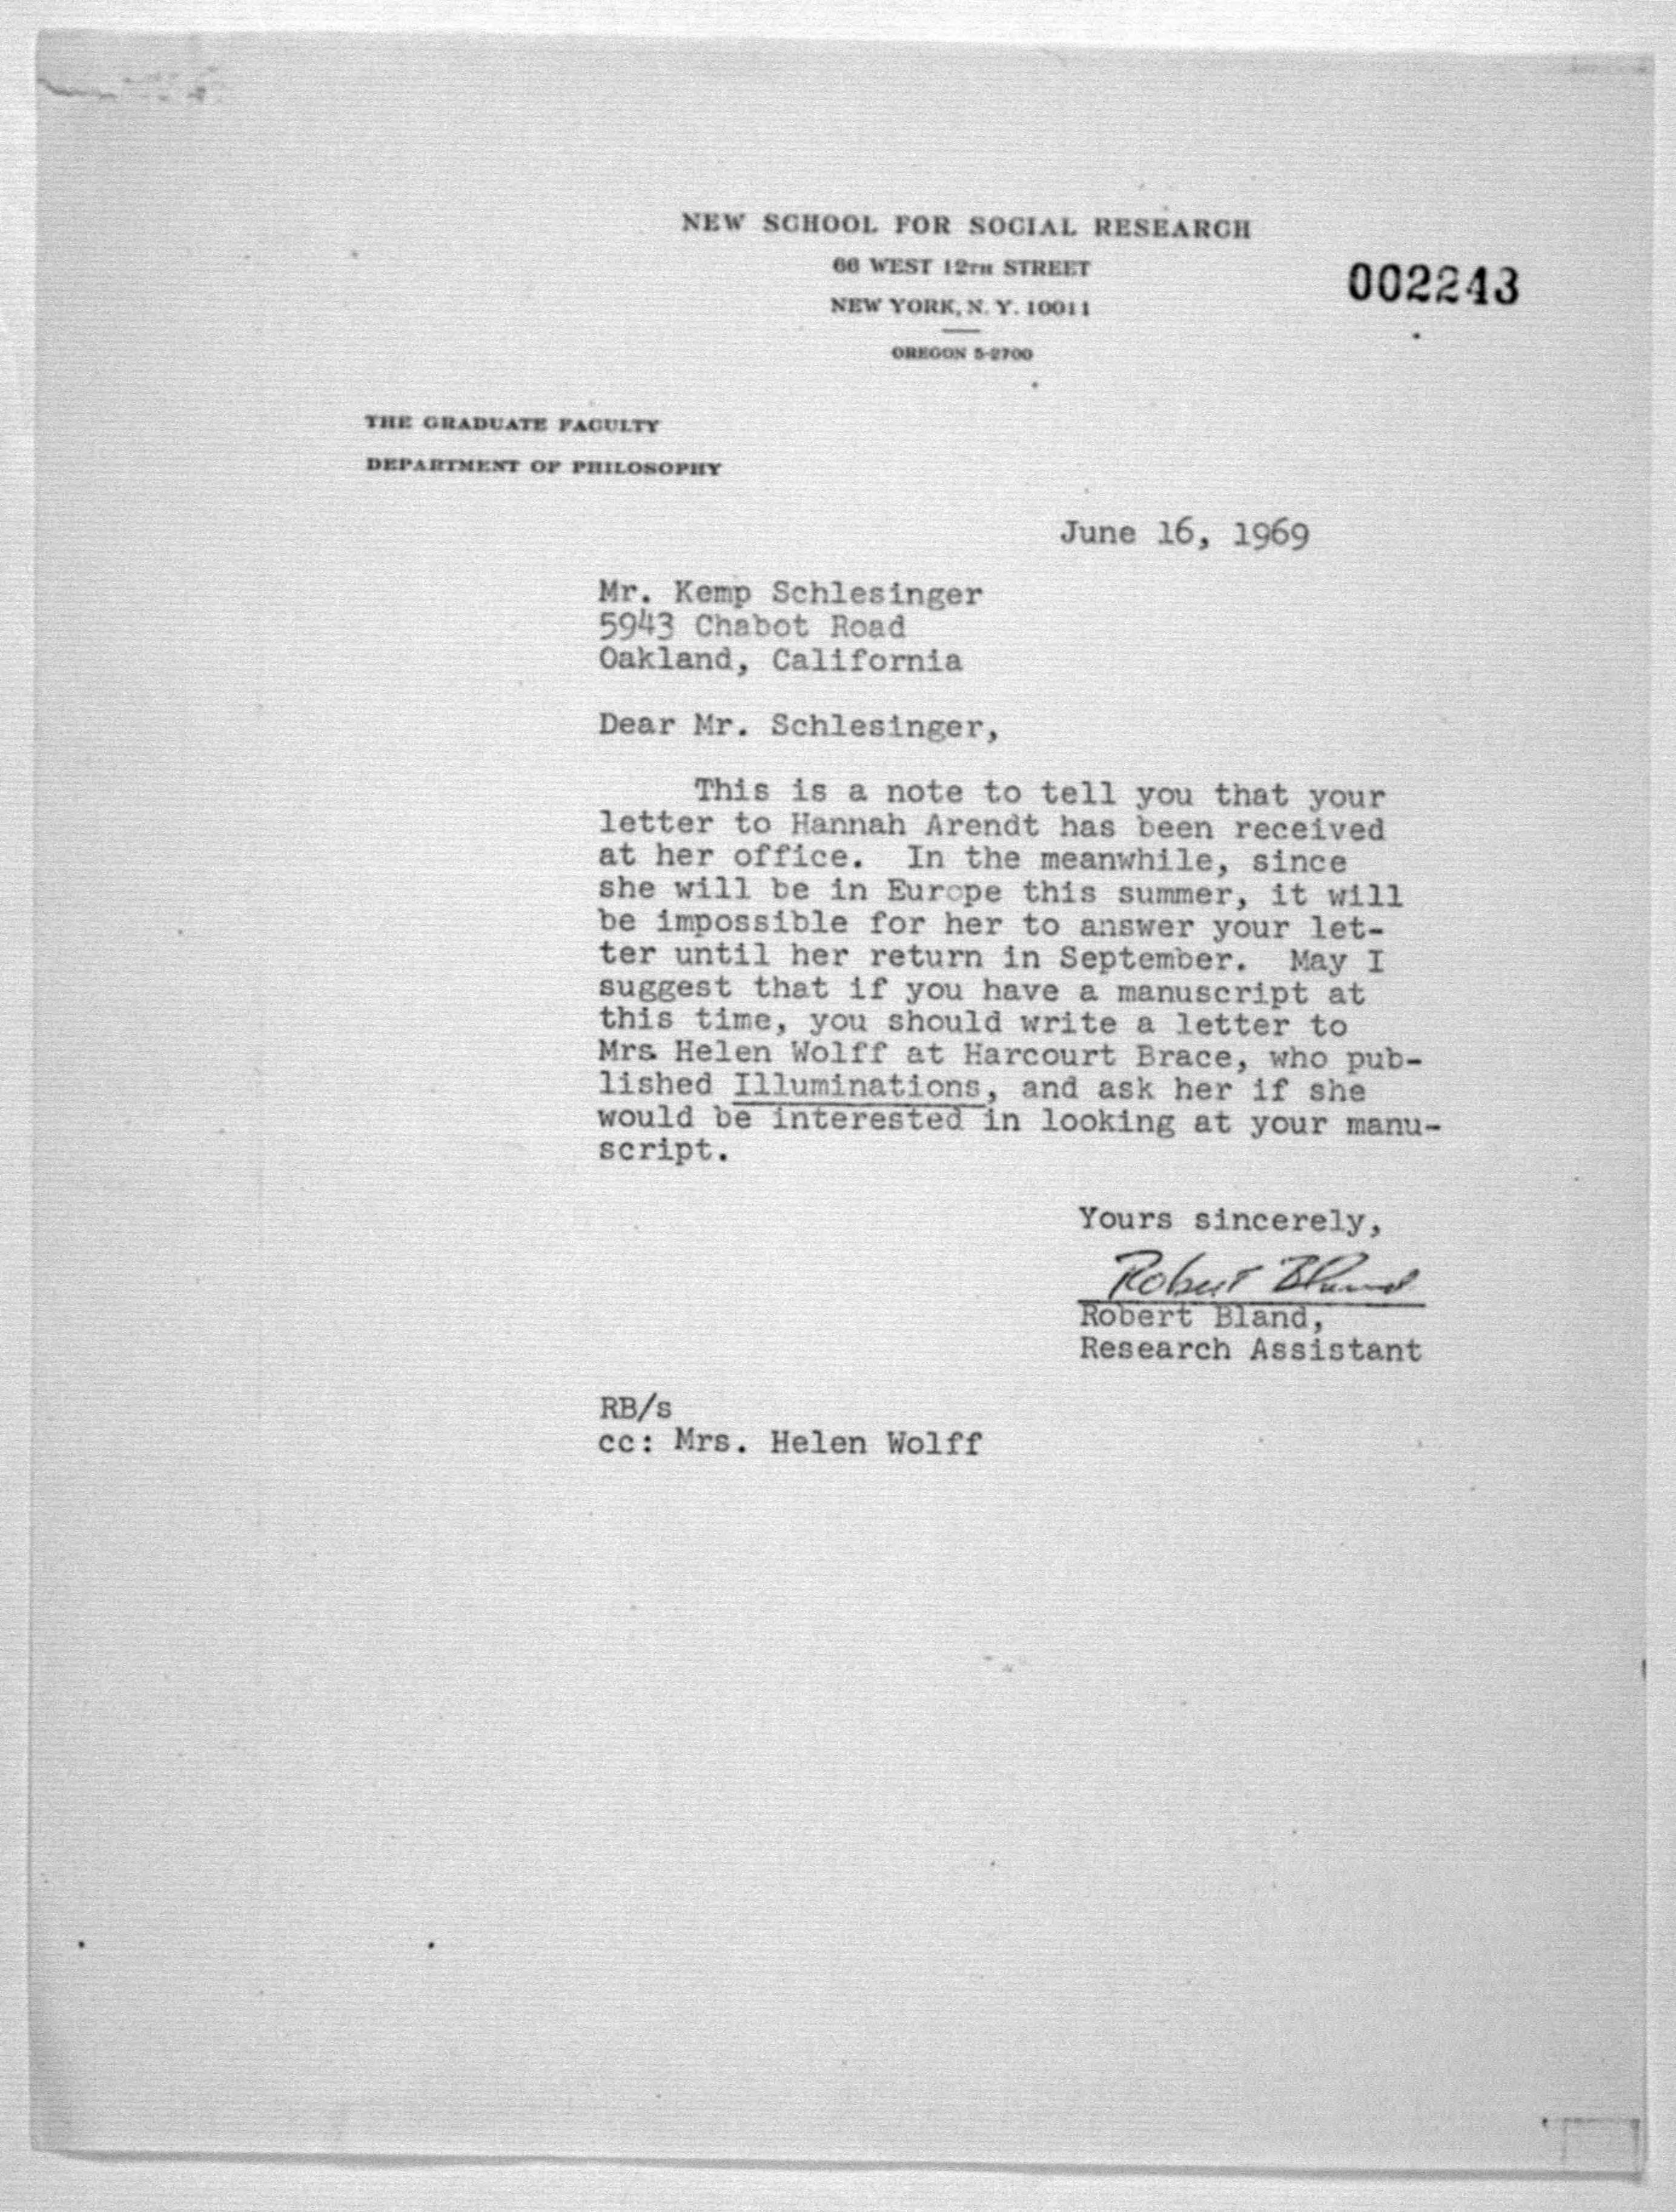 NEW SCHOOL FOR SOCIAL RESEARCH
66 WEST 12TH STREET
NEW YORK, N. Y. 10011
OREGON 5-2700
002243
THE GRADUATE FACULTY
DEPARTMENT OF PHILOSOPHY
June 16, 1969
Mr. Kemp Schlesinger
5943 Chabot Road
Oakland, California
Dear Mr. Schlesinger,
This is a note to tell you that your
letter to Hannah Arendt has been received
at her office. In the meanwhile, since
she will be in Europe this summer, it will
be impossible for her to answer your let-
ter until her return in September. May I
suggest that if you have a manuscript at
this time, you should write a letter to
Mrs. Helen Wolff at Harcourt Brace, who pub-
lished Illuminations, and ask her if she
would be interested in looking at your manu-
script.
Yours sincerely,
Robert Bland
Robert Bland,
Research Assistant
RB/s
cc: Mrs. Helen Wolff